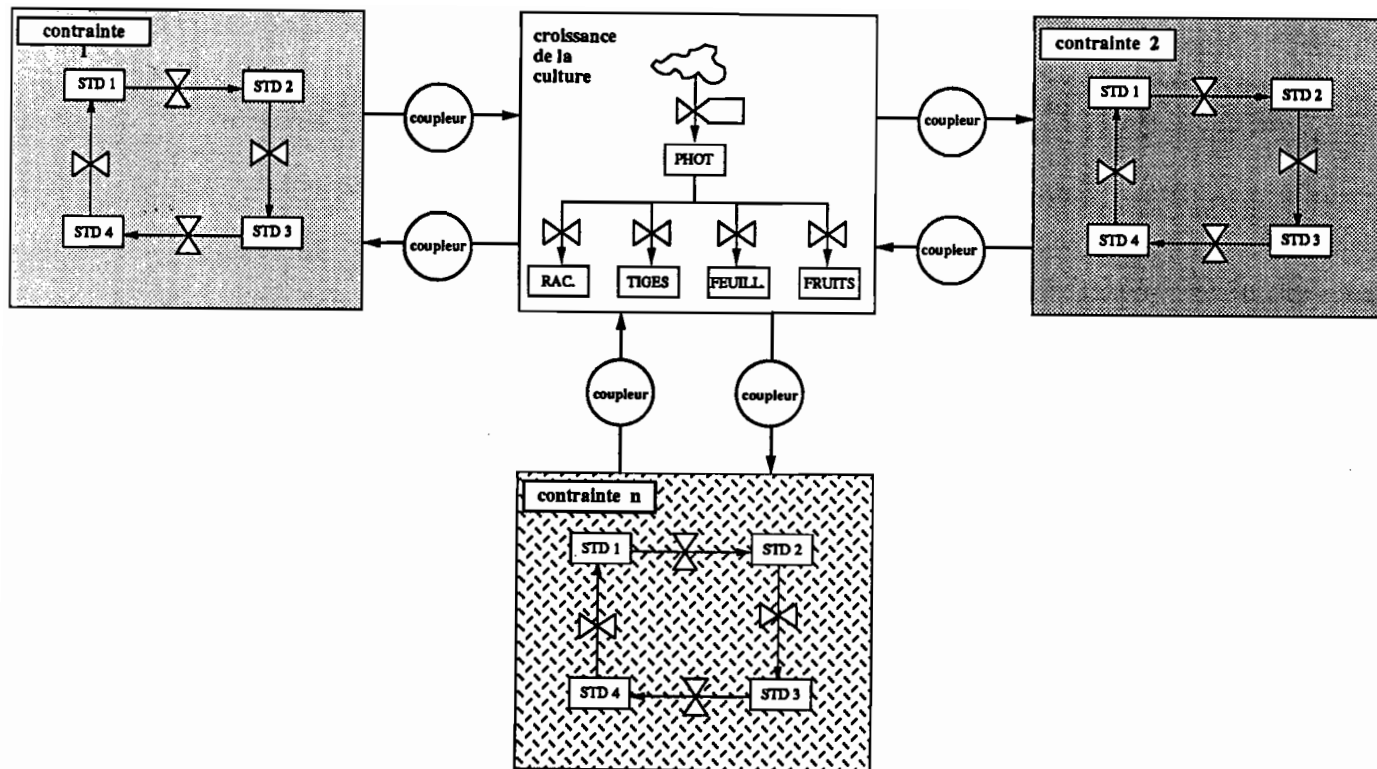 contrainte
1
STD 1
STD 2
STD 4
STD 3
coupleur
coupleur
croissance
de la
culture
PHOT
RAC.
TIGES
FEUILL.
FRUITS
coupleur
coupleur
contrainte 2
STD 1
STD 2
STD 4
STD 3
coupleur
coupleur
contrainte n
STD 1
STD 2
STD 4
STD 3